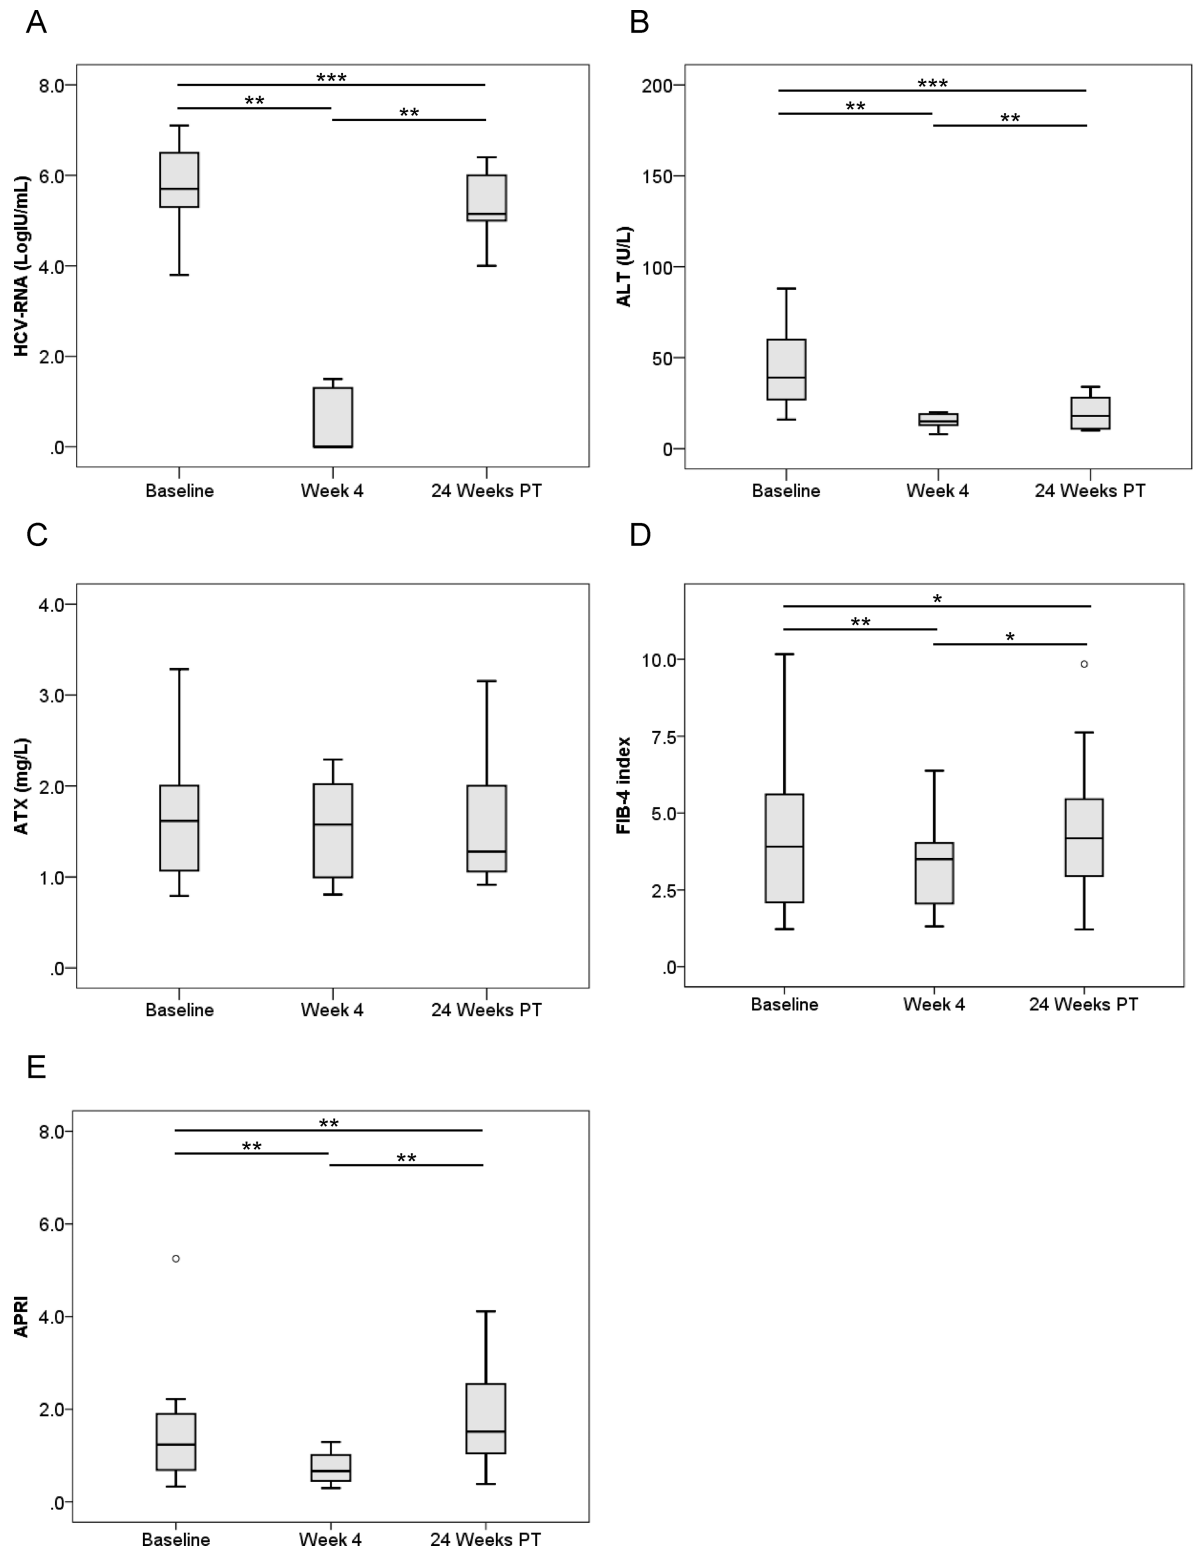 A
B
8.0
6.0
4.0
2.0
.0
HCV-RNA (LogIU/mL)
***
**
**
Baseline
Week 4
24 Weeks PT
200
150
100
50
0
ALT (U/L)
***
**
**
Baseline
Week 4
24 Weeks PT
C
D
4.0
3.0
2.0
1.0
.0
ATX (mg/L)
Baseline
Week 4
24 Weeks PT
10.0
7.5
5.0
2.5
.0
FIB-4 index
*
**
*
Baseline
Week 4
24 Weeks PT
E
8.0
6.0
4.0
2.0
.0
APRI
**
**
**
Baseline
Week 4
24 Weeks PT